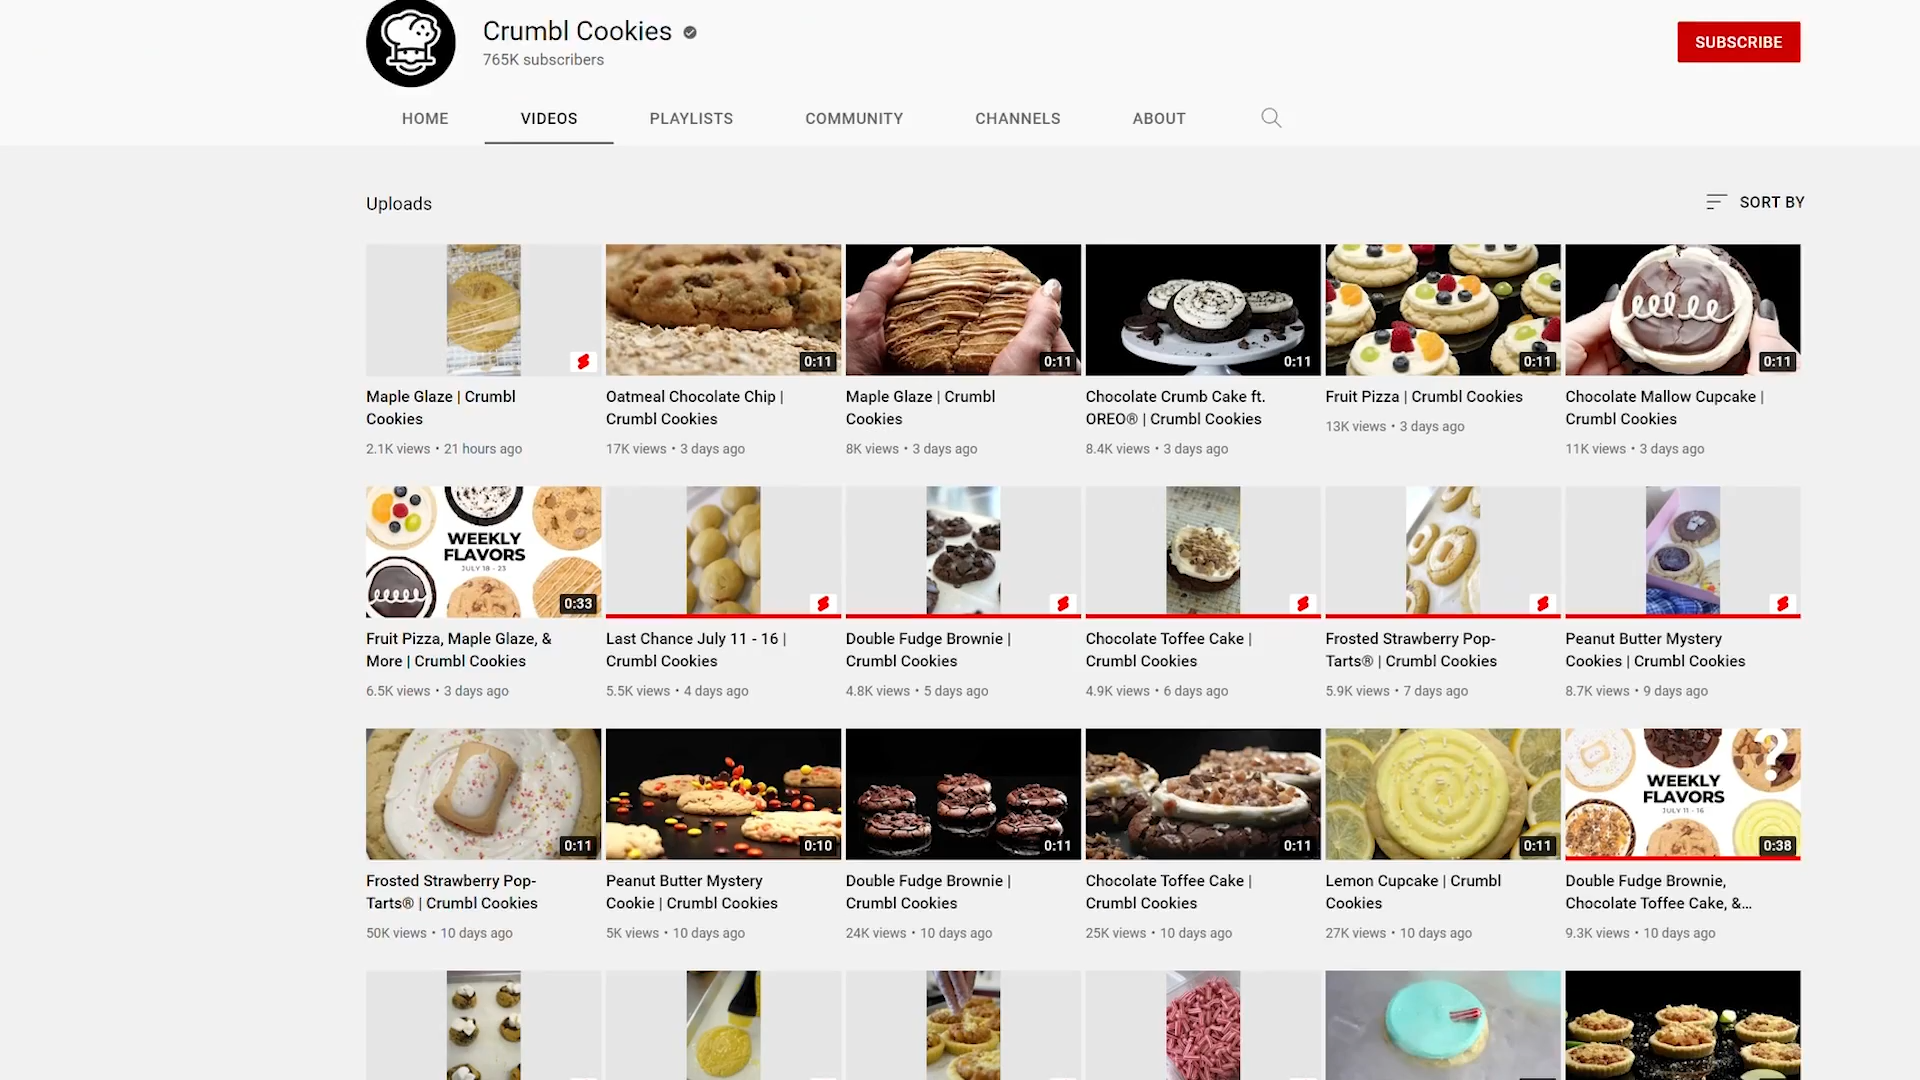 Crumbl Cookies
765K subscribers
SUBSCRIBE
HOME VIDEOS PLAYLISTS COMMUNITY CHANNELS ABOUT
Uploads
SORT BY
0:11 0:11 0:11 0:11 0:11
Maple Glaze | Crumbl
Cookies
2.1K views • 21 hours ago
Oatmeal Chocolate Chip |
Crumbl Cookies
17K views • 3 days ago
Maple Glaze | Crumbl
Cookies
8K views • 3 days ago
Chocolate Crumb Cake ft.
OREO® | Crumbl Cookies
8.4K views • 3 days ago
Fruit Pizza | Crumbl Cookies
13K views • 3 days ago
Chocolate Mallow Cupcake |
Crumbl Cookies
11K views • 3 days ago
WEEKLY
FLAVORS
JULY 18 - 23
0:33
Fruit Pizza, Maple Glaze, &
More | Crumbl Cookies
6.5K views • 3 days ago
Last Chance July 11 - 16 |
Crumbl Cookies
5.5K views • 4 days ago
Double Fudge Brownie |
Crumbl Cookies
4.8K views • 5 days ago
Chocolate Toffee Cake |
Crumbl Cookies
4.9K views • 6 days ago
Frosted Strawberry Pop-
Tarts® | Crumbl Cookies
5.9K views • 7 days ago
Peanut Butter Mystery
Cookies | Crumbl Cookies
8.7K views • 9 days ago
0:11
Frosted Strawberry Pop-
Tarts® | Crumbl Cookies
50K views • 10 days ago
0:10
Peanut Butter Mystery
Cookie | Crumbl Cookies
5K views • 10 days ago
0:11
Double Fudge Brownie |
Crumbl Cookies
24K views • 10 days ago
0:11
Chocolate Toffee Cake |
Crumbl Cookies
25K views • 10 days ago
0:11
Lemon Cupcake | Crumbl
Cookies
27K views • 10 days ago
?
WEEKLY
FLAVORS
JULY 11 - 16
0:38
Double Fudge Brownie,
Chocolate Toffee Cake, &...
9.3K views • 10 days ago